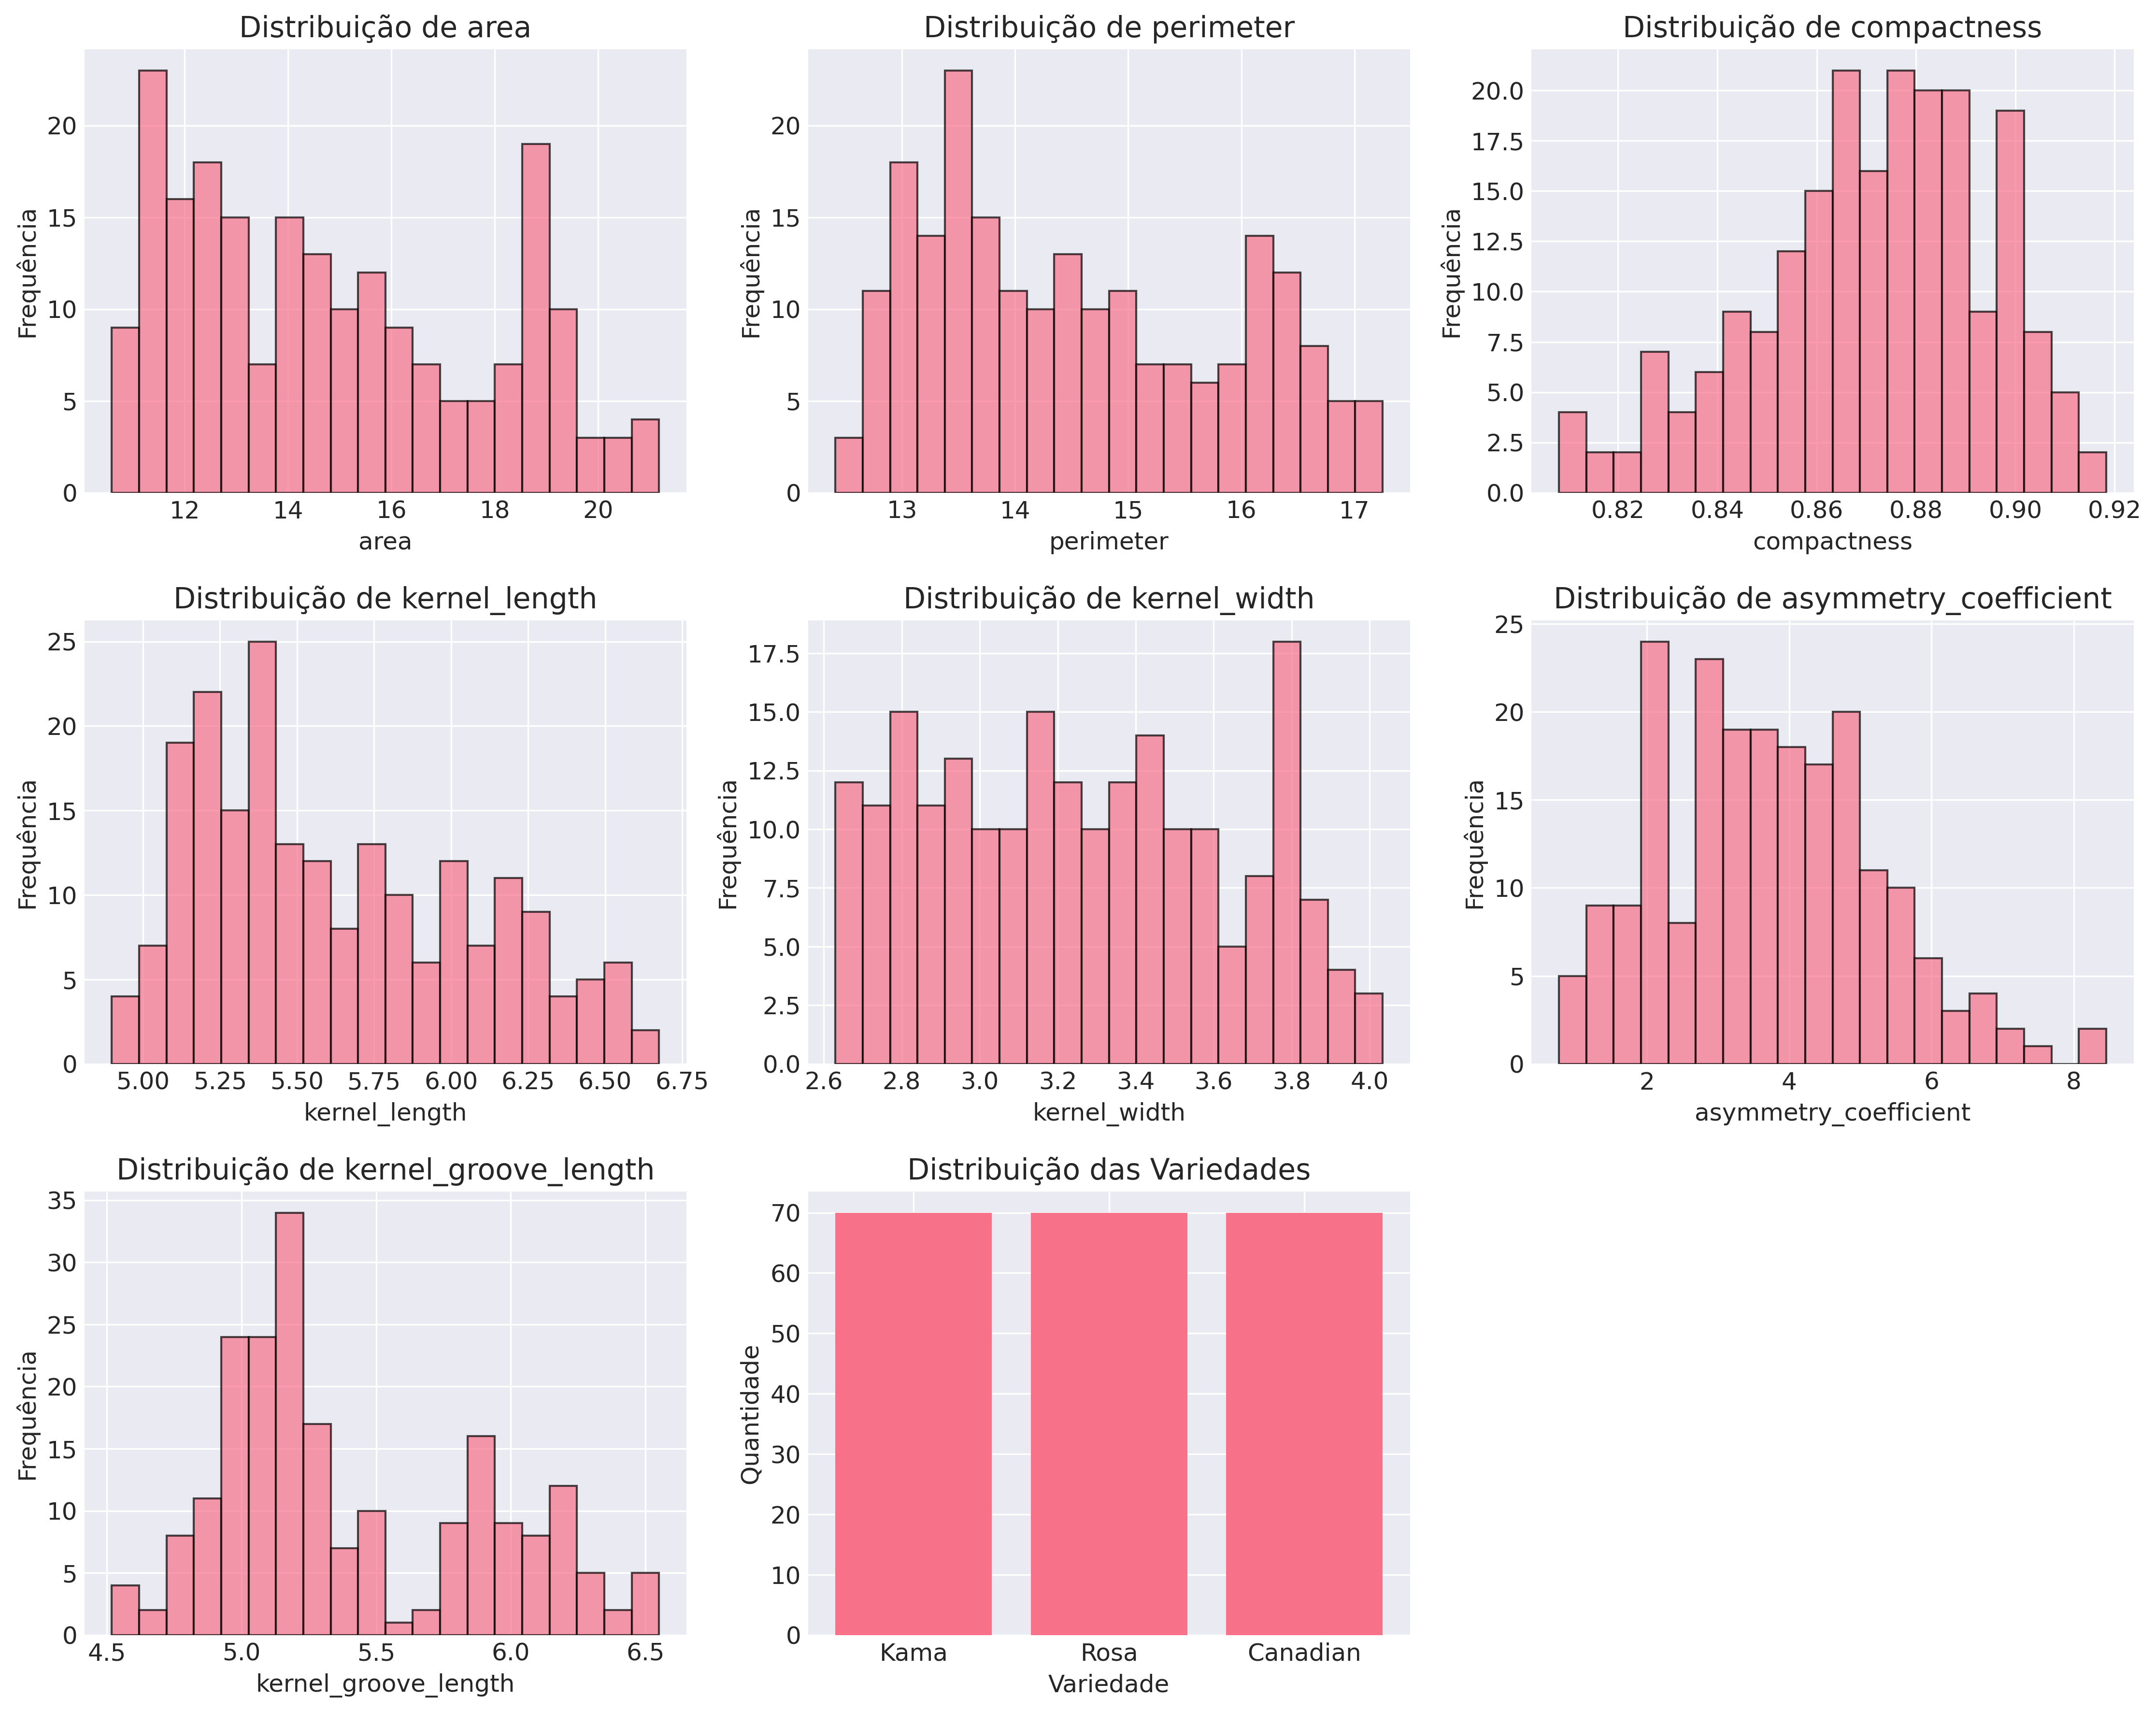 Distribuição de area
Frequência
20
15
10
5
0
12 14 16 18 20
area
Distribuição de perimeter
Frequência
20
15
10
5
0
13 14 15 16 17
perimeter
Distribuição de compactness
Frequência
20.0
17.5
15.0
12.5
10.0
7.5
5.0
2.5
0.0
0.82 0.84 0.86 0.88 0.90 0.92
compactness
Distribuição de kernel_length
Frequência
25
20
15
10
5
0
5.00 5.25 5.50 5.75 6.00 6.25 6.50 6.75
kernel_length
Distribuição de kernel_width
Frequência
17.5
15.0
12.5
10.0
7.5
5.0
2.5
0.0
2.6 2.8 3.0 3.2 3.4 3.6 3.8 4.0
kernel_width
Distribuição de asymmetry_coefficient
Frequência
25
20
15
10
5
0
2 4 6 8
asymmetry_coefficient
Distribuição de kernel_groove_length
Frequência
35
30
25
20
15
10
5
0
4.5 5.0 5.5 6.0 6.5
kernel_groove_length
Distribuição das Variedades
Quantidade
70
60
50
40
30
20
10
0
Kama Rosa Canadian
Variedade